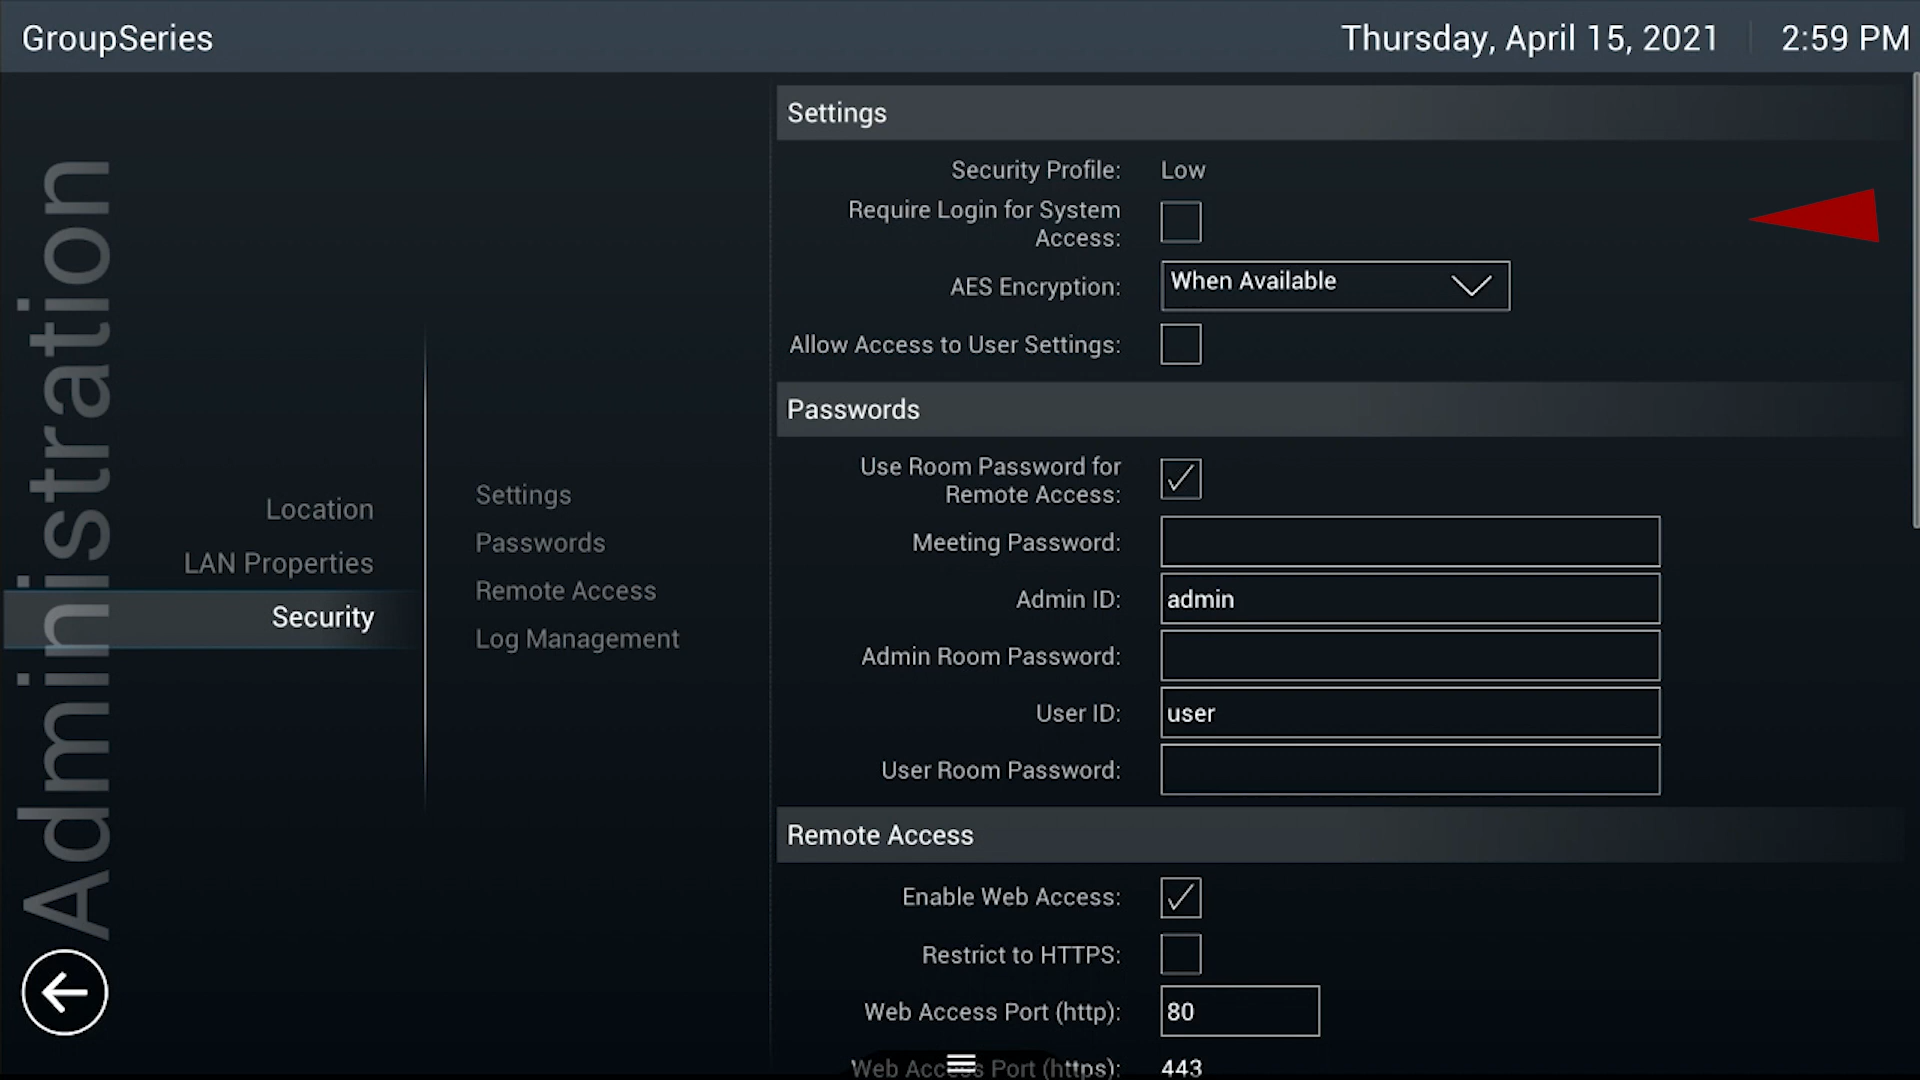 GroupSeries
Thursday, April 15, 2021
2:59 PM
Administration
Location
LAN Properties
Security
Settings
Passwords
Remote Access
Log Management
Settings
Security Profile: Low
Require Login for System
Access:
AES Encryption: When Available
Allow Access to User Settings:
Passwords
Use Room Password for
Remote Access:
Meeting Password:
Admin ID: admin
Admin Room Password:
User ID: user
User Room Password:
Remote Access
Enable Web Access:
Restrict to HTTPS:
Web Access Port (http): 80
Web Access Port (https): 443